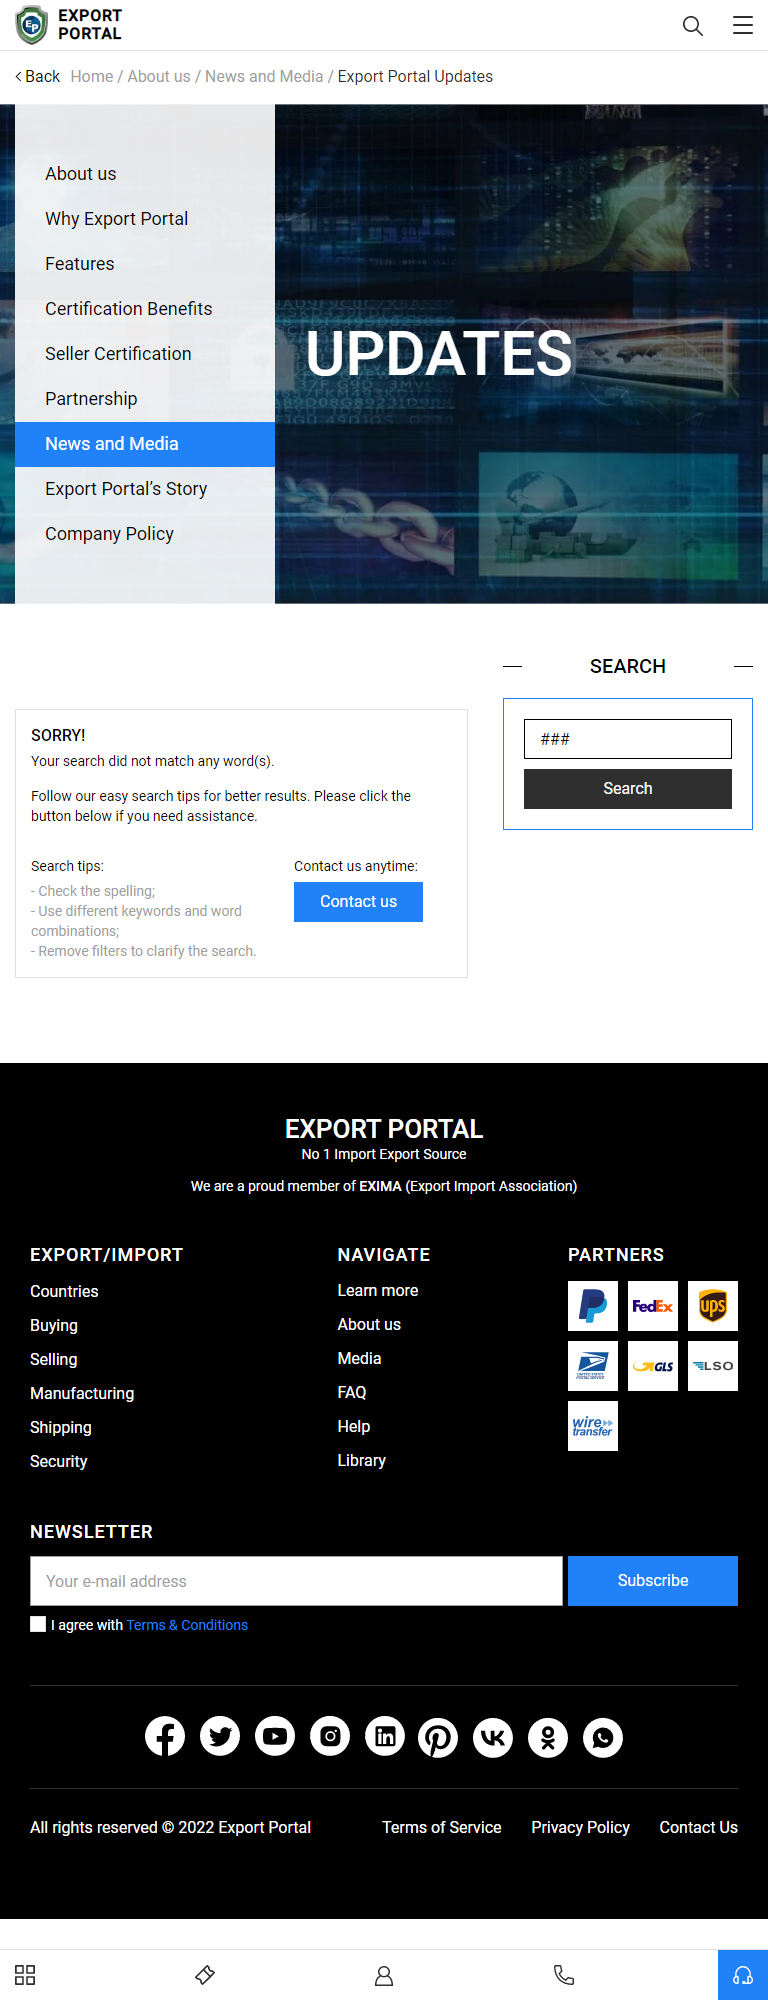 EXPORT
PORTAL
Back Home / About us / News and Media / Export Portal Updates
About us
Why Export Portal
Features
Certification Benefits
Seller Certification
Partnership
News and Media
Export Portal’s Story
Company Policy
UPDATES
SEARCH
###
Search
SORRY!
Your search did not match any word(s).
Follow our easy search tips for better results. Please click the
button below if you need assistance.
Search tips:
- Check the spelling;
- Use different keywords and word
combinations;
- Remove filters to clarify the search.
Contact us anytime:
Contact us
EXPORT PORTAL
No 1 Import Export Source
We are a proud member of EXIMA (Export Import Association)
EXPORT/IMPORT
Countries
Buying
Selling
Manufacturing
Shipping
Security
NAVIGATE
Learn more
About us
Media
FAQ
Help
Library
PARTNERS
FedEx
ups
UNITED STATES
POSTAL SERVICE
GLS
LSO
wire
transfer
NEWSLETTER
Your e-mail address
Subscribe
I agree with Terms & Conditions
All rights reserved © 2022 Export Portal
Terms of Service
Privacy Policy
Contact Us